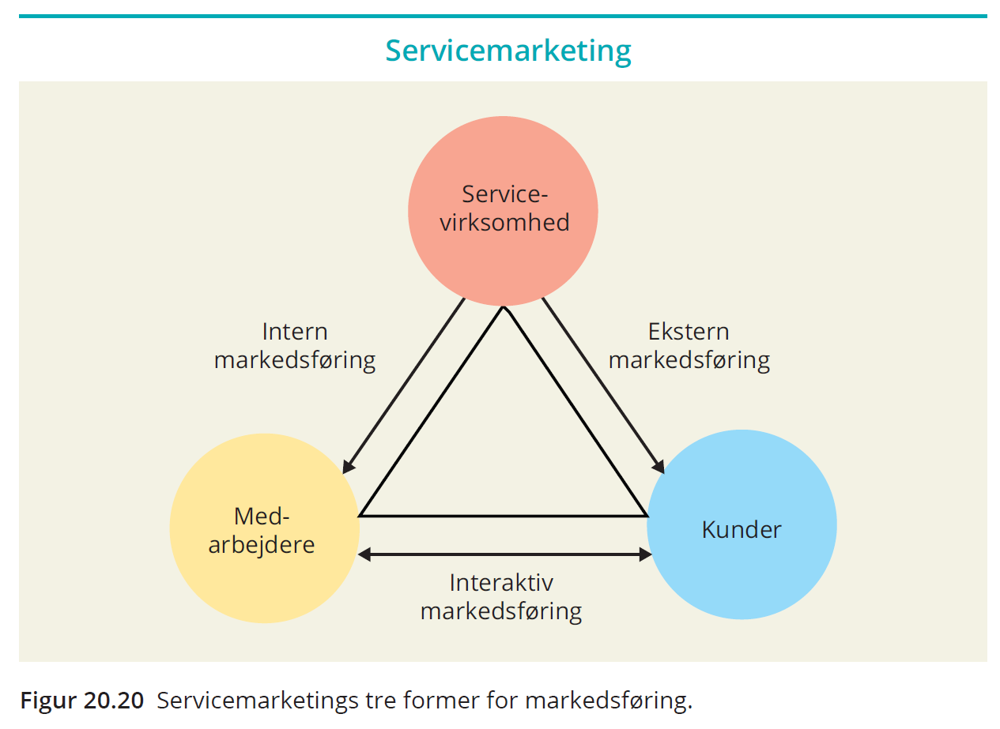 Servicemarketing
Service-
virksomhed
Intern
markedsføring
Ekstern
markedsføring
Med-
arbejdere
Kunder
Interaktiv
markedsføring
Figur 20.20 Servicemarketings tre former for markedsføring.